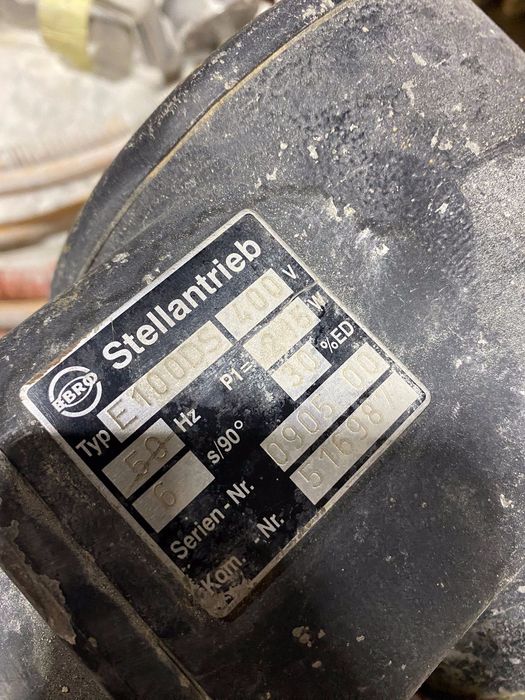 EBRO Stellantrieb
Typ E100DS 400 V
50 Hz P1= W
6 s/90° 30 %ED
Serien - Nr. 0905 00
Kom. - Nr. 516987